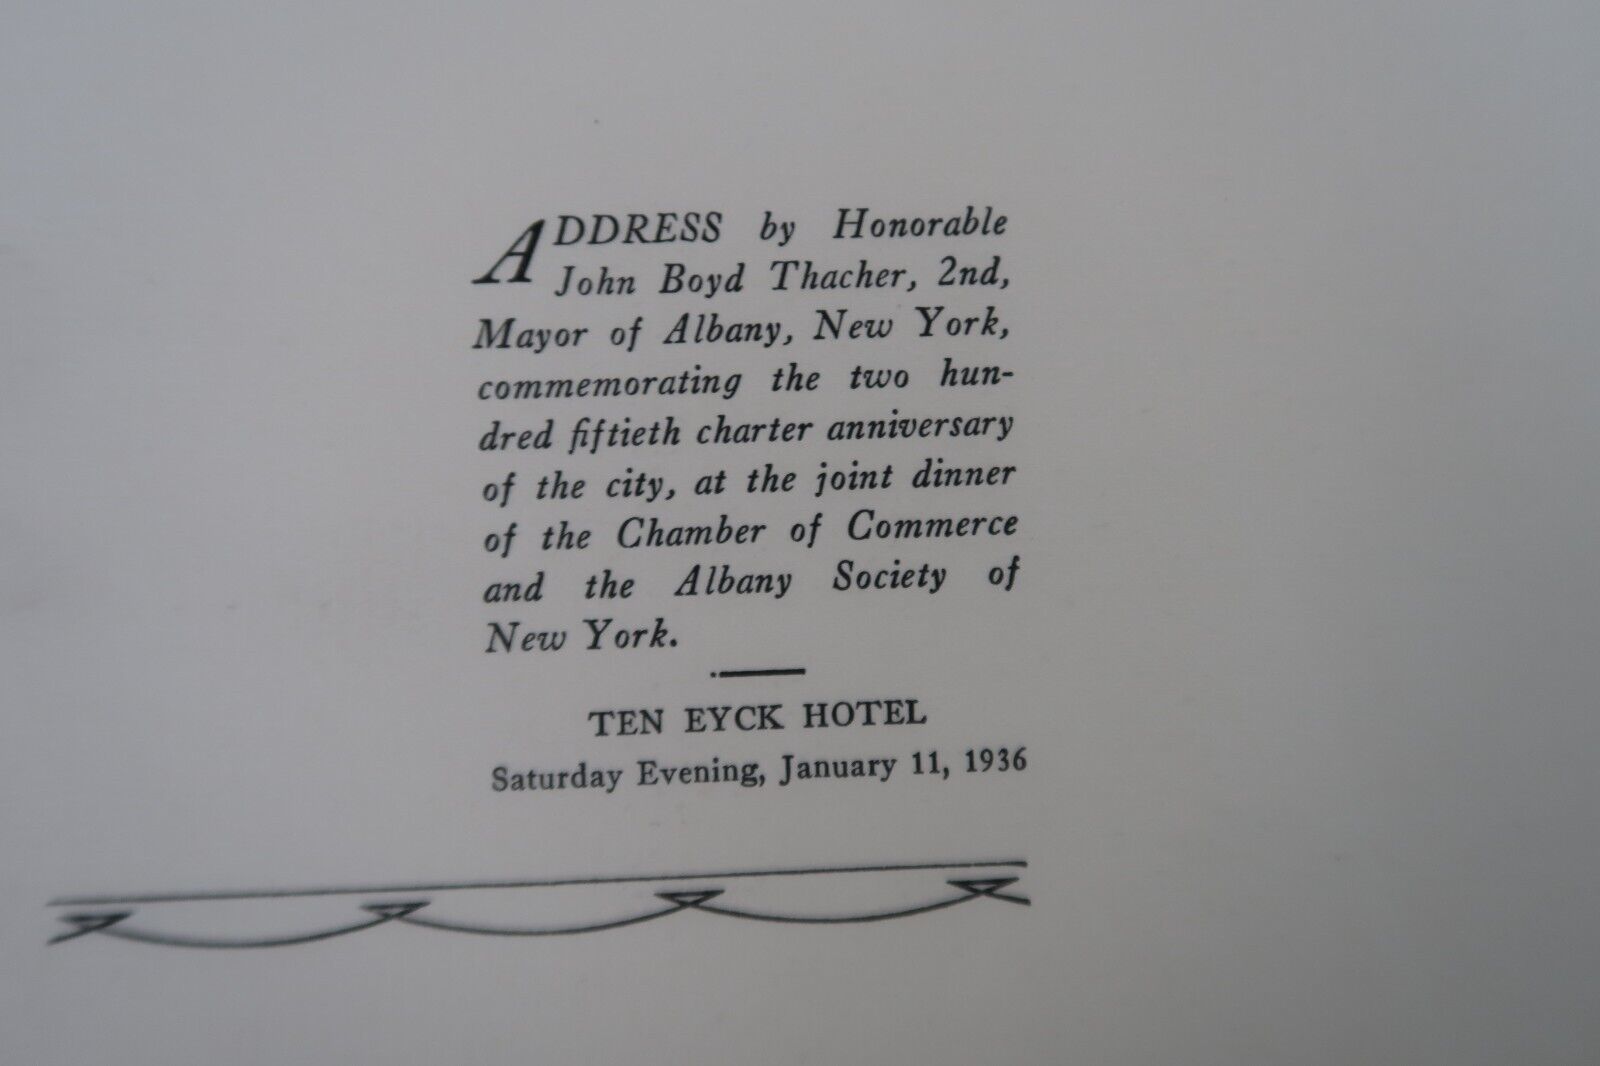 ADDRESS by Honorable
John Boyd Thacher, 2nd,
Mayor of Albany, New York,
commemorating the two hun-
dred fiftieth charter anniversary
of the city, at the joint dinner
of the Chamber of Commerce
and the Albany Society of
New York.
TEN EYCK HOTEL
Saturday Evening, January 11, 1936